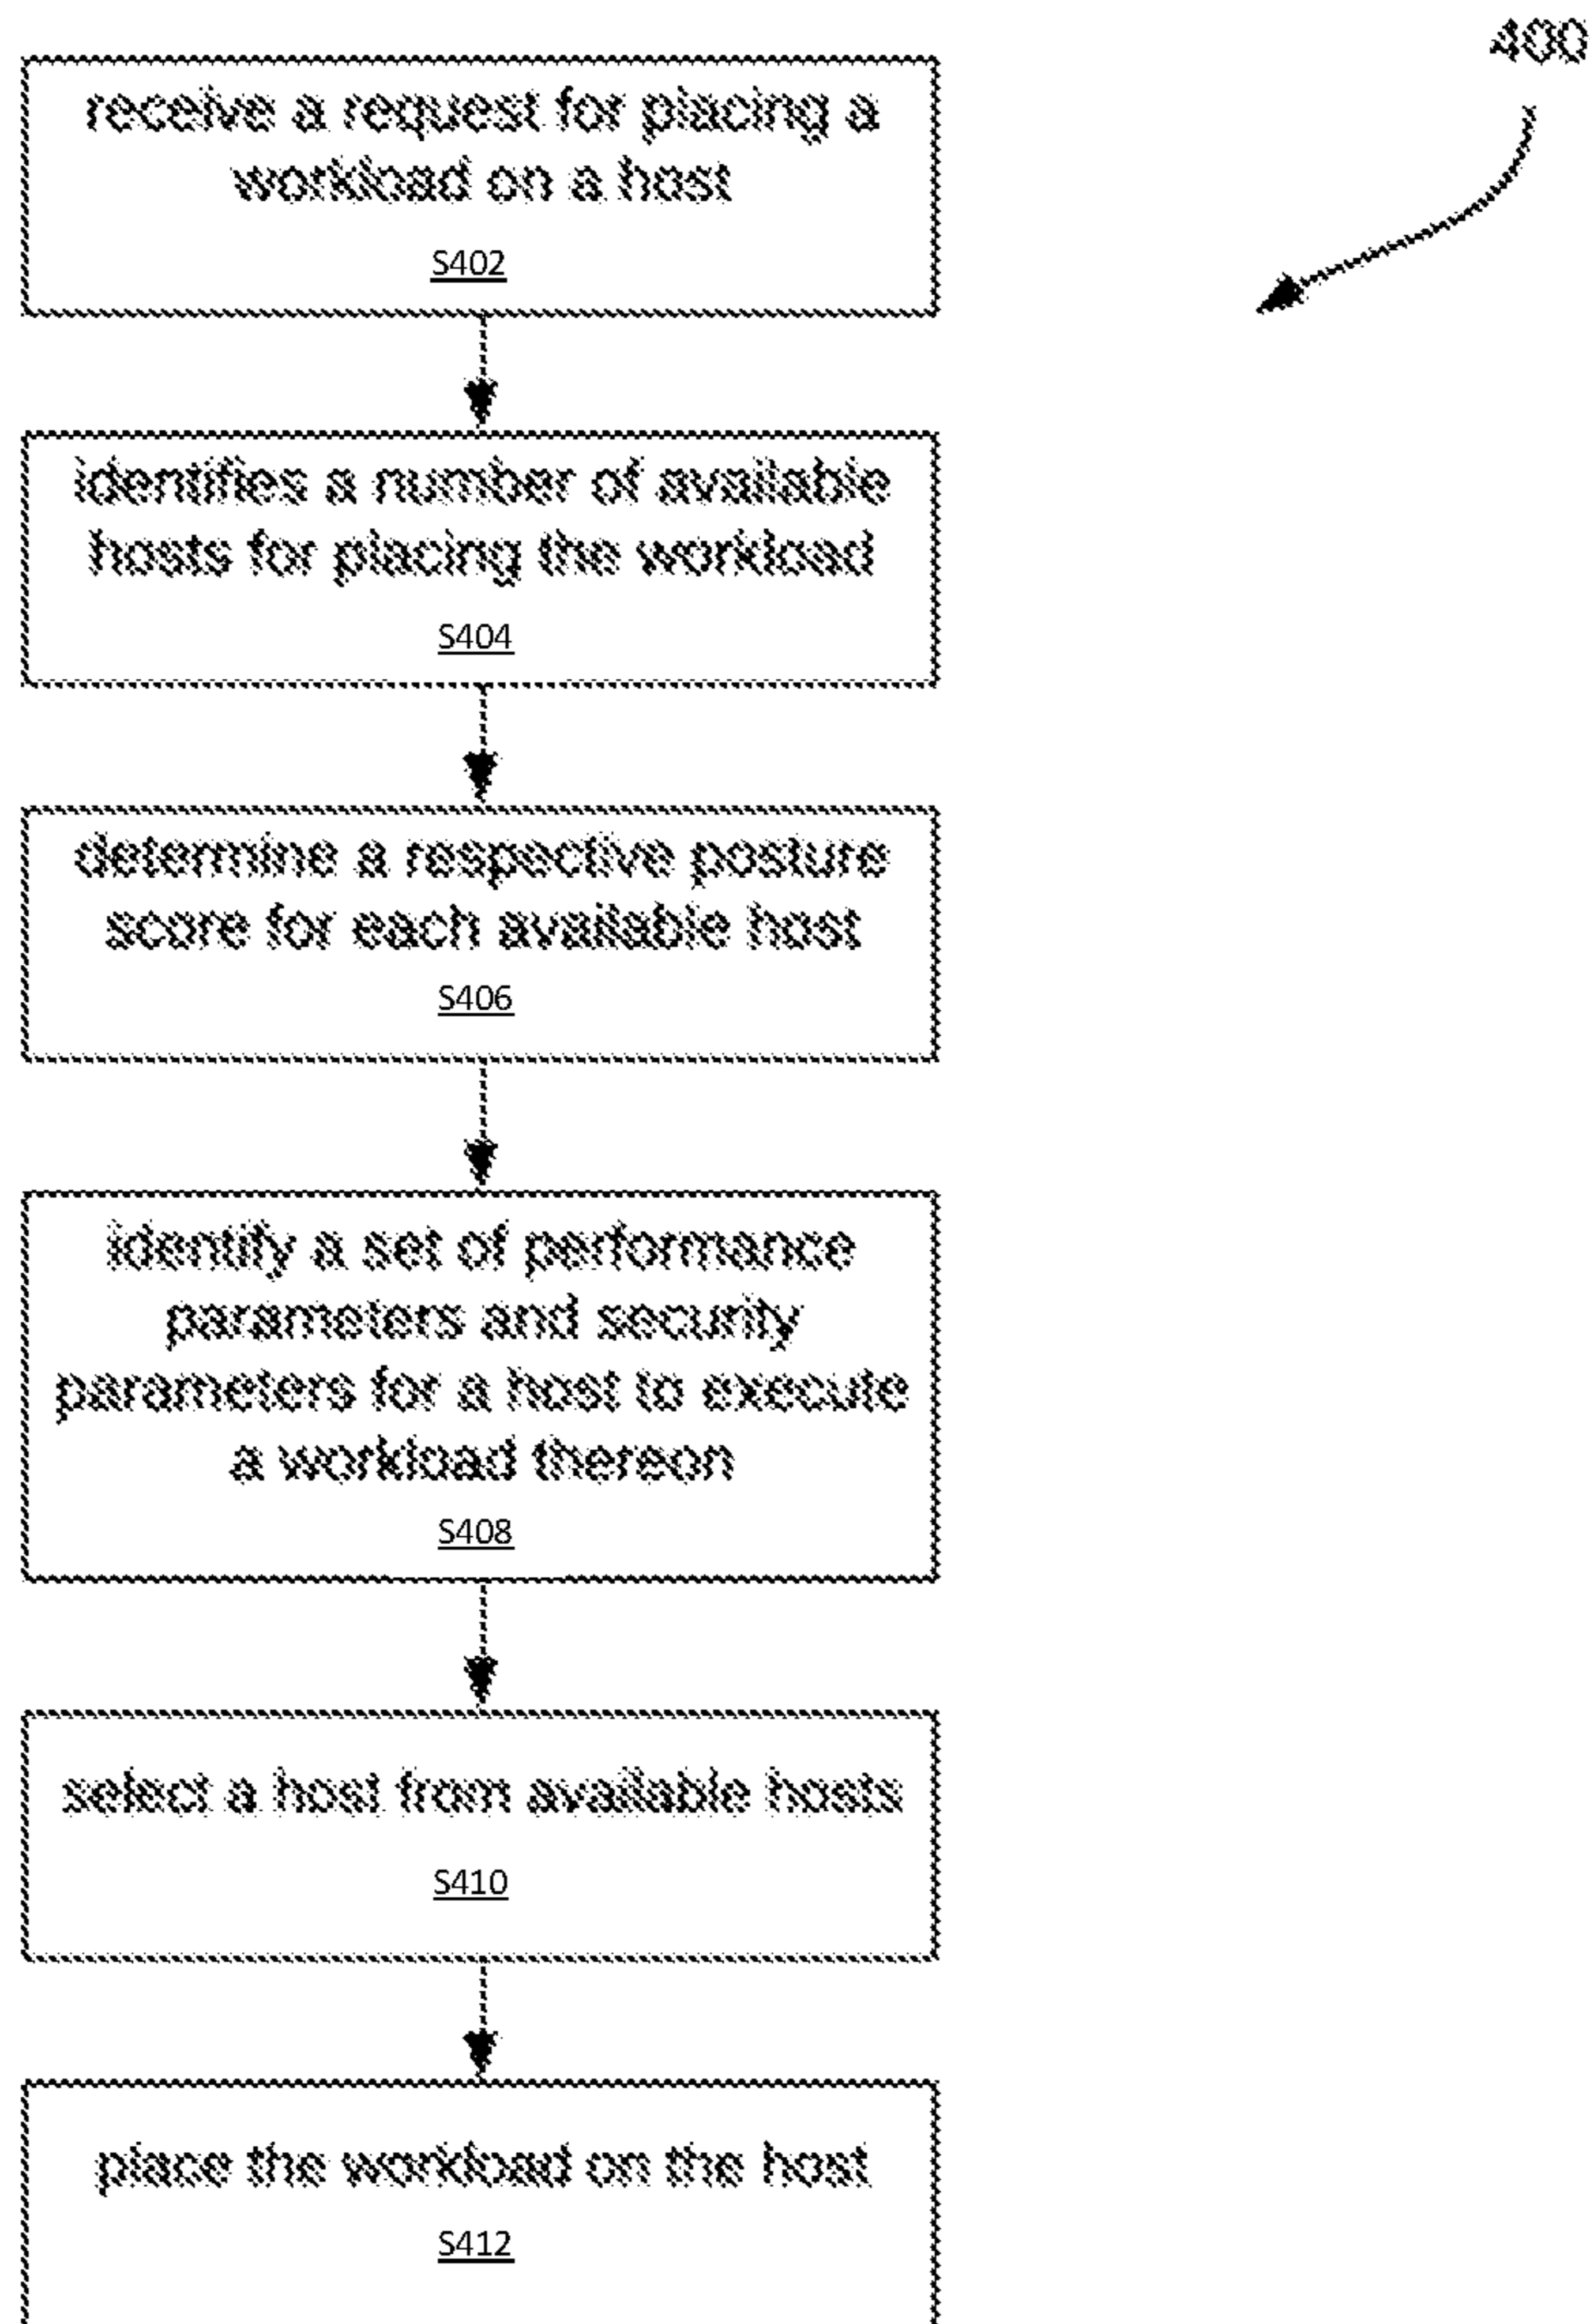 400
receive a request for placing a
workload on a host
S402
identifies a number of available
hosts for placing the workload
S404
determine a respective posture
score for each available host
S406
identify a set of performance
parameters and security
parameters for a host to execute
a workload thereon
S408
select a host from available hosts
S410
place the workload on the host
S412